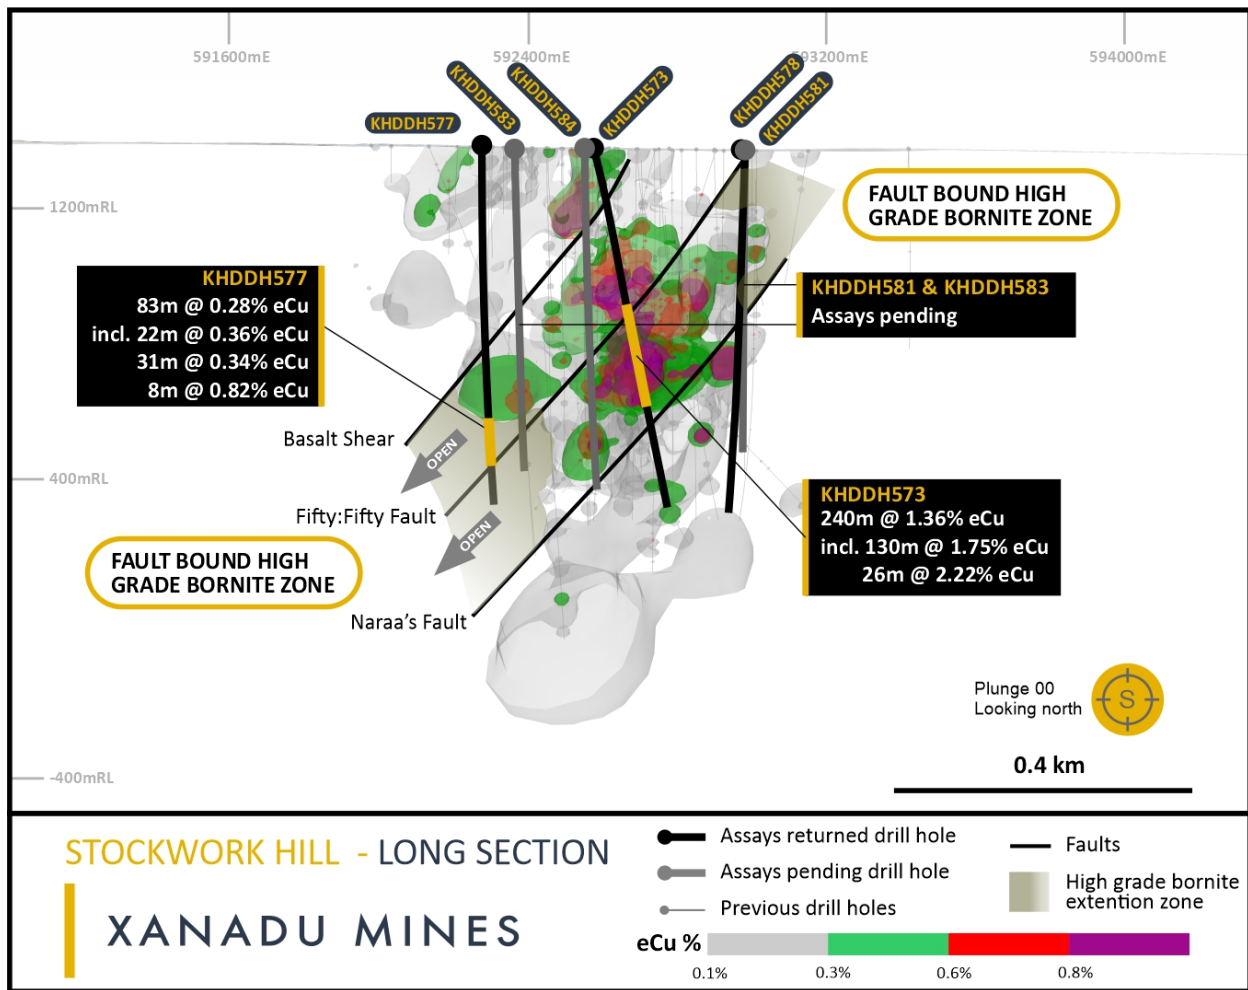 591600mE
592400mE
593200mE
594000mE
KHDDH577
KHDDH583
KHDDH584
KHDDH573
KHDDH578
KHDDH581
1200mRL
400mRL
-400mRL
FAULT BOUND HIGH
GRADE BORNITE ZONE
KHDDH577
83m @ 0.28% eCu
incl. 22m @ 0.36% eCu
31m @ 0.34% eCu
8m @ 0.82% eCu
KHDDH581 & KHDDH583
Assays pending
Basalt Shear
OPEN
Fifty:Fifty Fault
OPEN
FAULT BOUND HIGH
GRADE BORNITE ZONE
Naraa's Fault
KHDDH573
240m @ 1.36% eCu
incl. 130m @ 1.75% eCu
26m @ 2.22% eCu
Plunge 00
Looking north
S
0.4 km
STOCKWORK HILL - LONG SECTION
XANADU MINES
Assays returned drill hole
Assays pending drill hole
Previous drill holes
Faults
High grade bornite
extention zone
eCu %
0.1%
0.3%
0.6%
0.8%